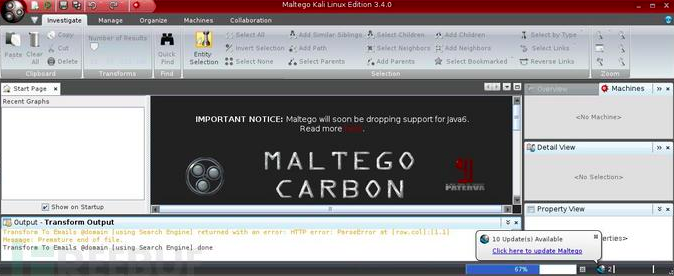 Maltego Kali Linux Edition 3.4.0
Investigate Manage Organize Machines Collaboration
Paste
Clear All
Copy
Cut
Delete
Clipboard
Number of Results
Transforms
Quick Find
Find
Entity Selection
Select All
Invert Selection
Select None
Add Similar Siblings
Add Path
Select Parents
Select Children
Add Children
Add Parents
Select Neighbors
Add Neighbors
Select Bookmarked
Select by Type
Select Links
Reverse Links
Selection
Zoom
Start Page
Recent Graphs
Show on Startup
IMPORTANT NOTICE: Maltego will soon be dropping support for Java6.
Read more here.
MALTEGO
CARBON
PATERVA
Overview
Machines
<No Machine>
Detail View
<No Selection>
Property View
erties>
Output - Transform Output
Transform To Emails @domain [using Search Engine] returned with an error: HTTP error: ParseError at [row,col]:[1,1]
Message: Premature end of file.
Transform To Emails @domain [using Search Engine] done
10 Update(s) Available
Click here to update Maltego
67%
2
FREEBUF